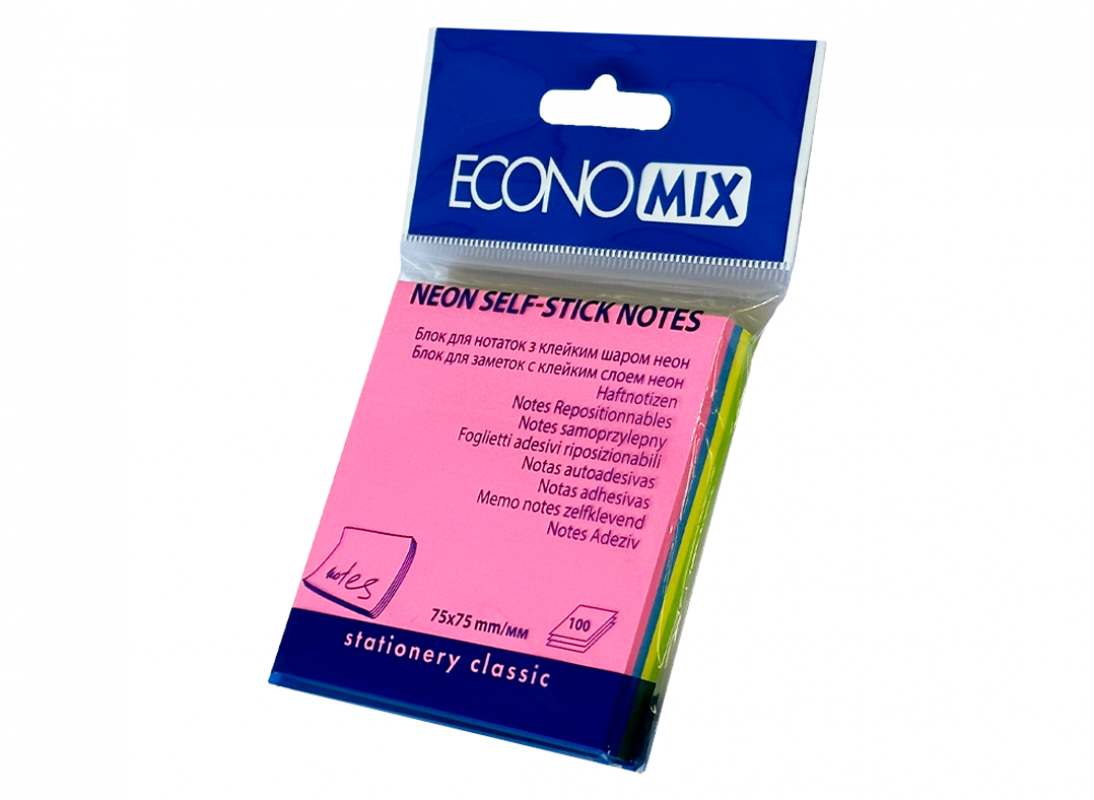 ECONOMIX
NEON SELF-STICK NOTES
Блок для нотаток з клейким шаром неон
Блок для заметок с клейким слоем неон
Haftnotizen
Notes Repositionnables
Notes samoprzylepny
Foglietti adesivi riposizionabili
Notas autoadesivas
Notas adhesivas
Memo notes zelfklevend
Notes Adeziv
notes
75x75 mm/мм
100
stationery classic